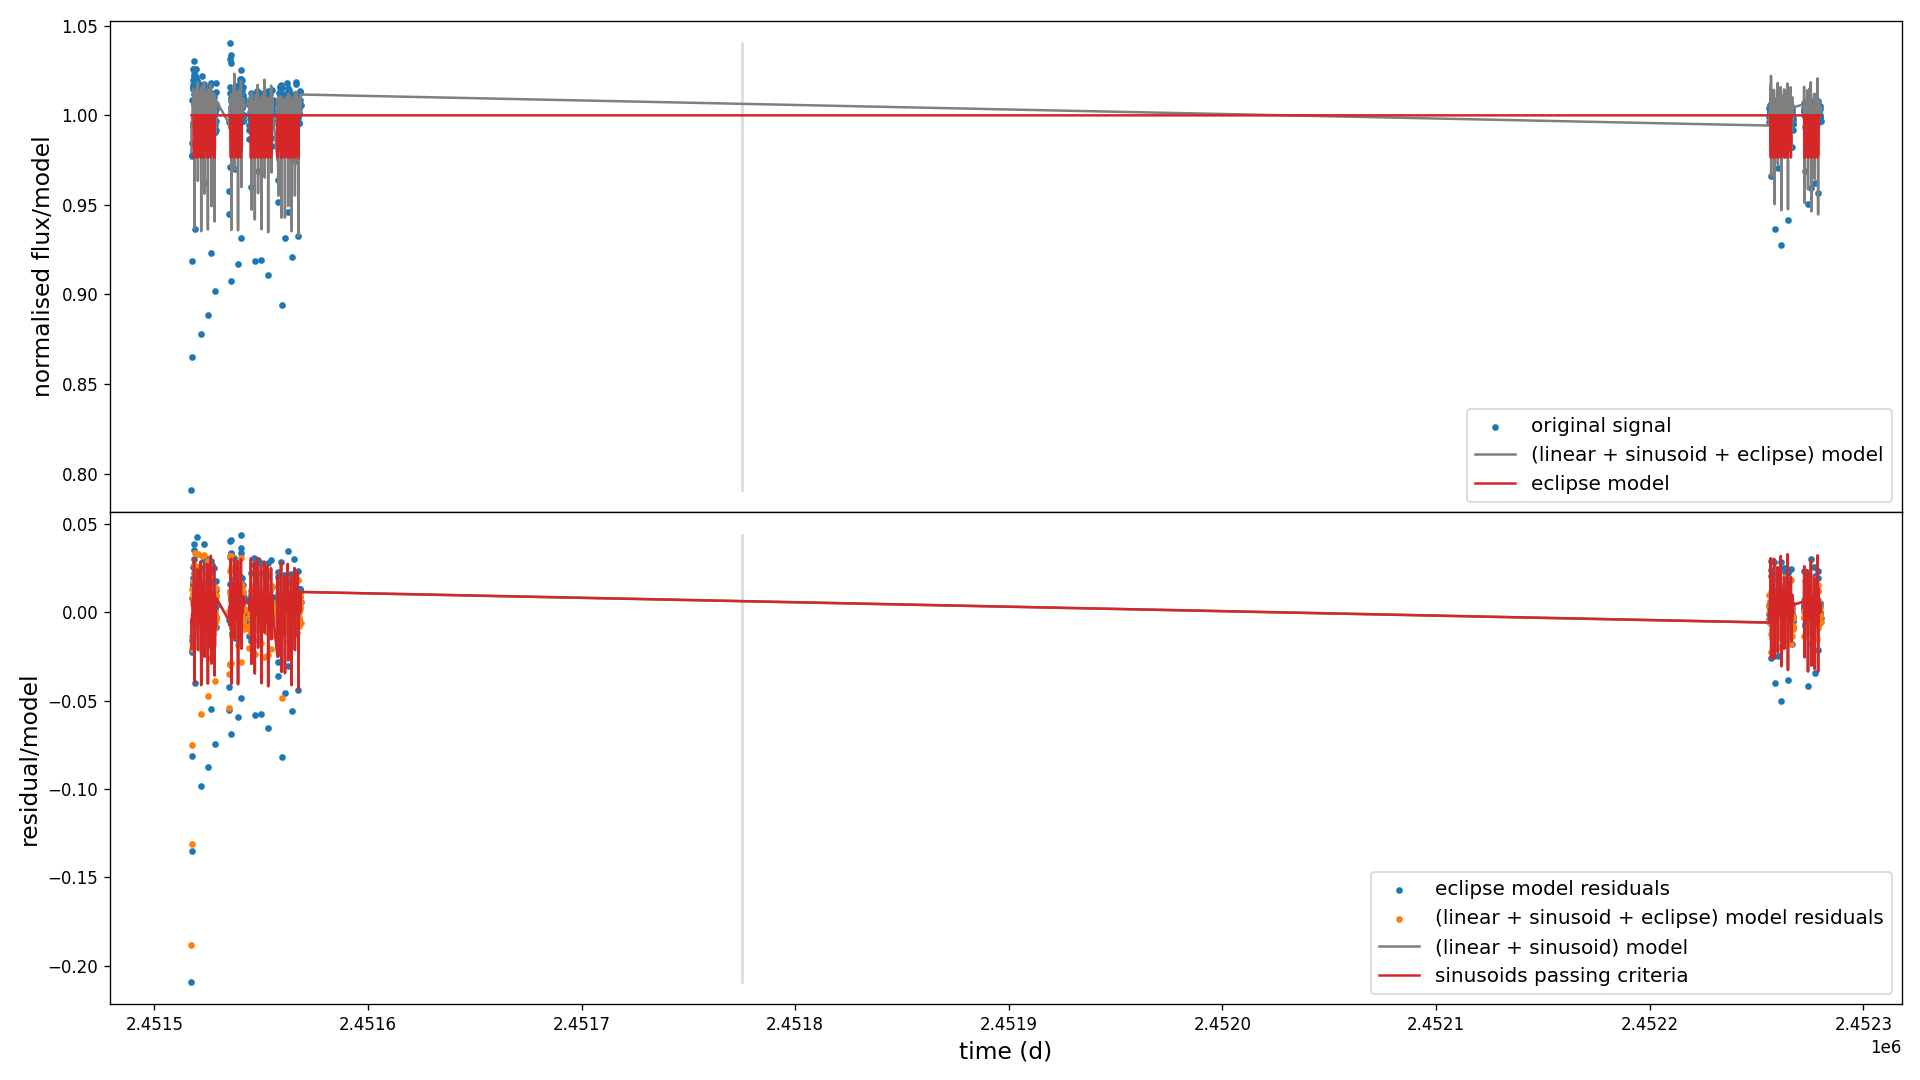 1.05
1.00
0.95
0.90
0.85
0.80
normalised flux/model
original signal
(linear + sinusoid + eclipse) model
eclipse model
0.05
0.00
−0.05
−0.10
−0.15
−0.20
residual/model
eclipse model residuals
(linear + sinusoid + eclipse) model residuals
(linear + sinusoid) model
sinusoids passing criteria
2.4515 2.4516 2.4517 2.4518 2.4519 2.4520 2.4521 2.4522 2.4523
1e6
time (d)